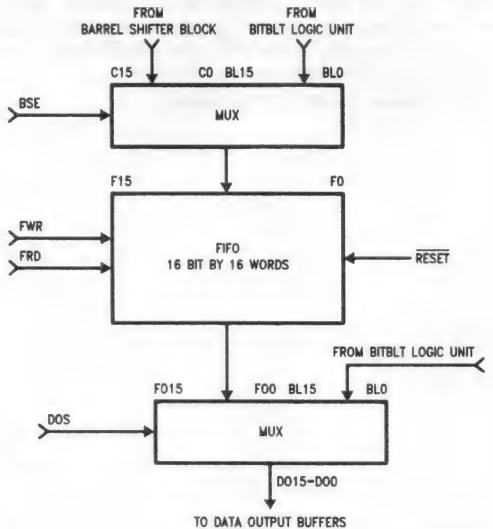 FROM
BARREL SHIFTER BLOCK
FROM
BITBLT LOGIC UNIT
C15 C0 BL15 BL0
BSE
MUX
F15 F0
FWR
FRD
FIFO
16 BIT BY 16 WORDS
RESET
FROM BITBLT LOGIC UNIT
FO15 FO0 BL15 BL0
DOS
MUX
DO15-DO0
TO DATA OUTPUT BUFFERS